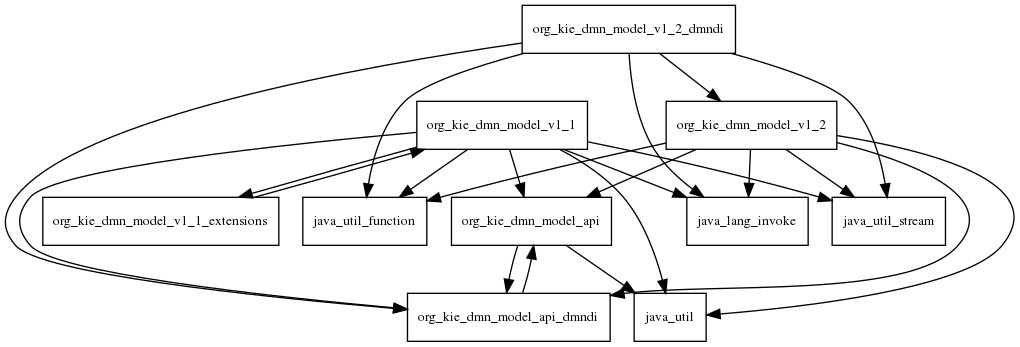 org_kie_dmn_model_v1_2_dmndi
org_kie_dmn_model_v1_1
org_kie_dmn_model_v1_2
org_kie_dmn_model_v1_1_extensions
java_util_function
org_kie_dmn_model_api
java_lang_invoke
java_util_stream
org_kie_dmn_model_api_dmndi
java_util